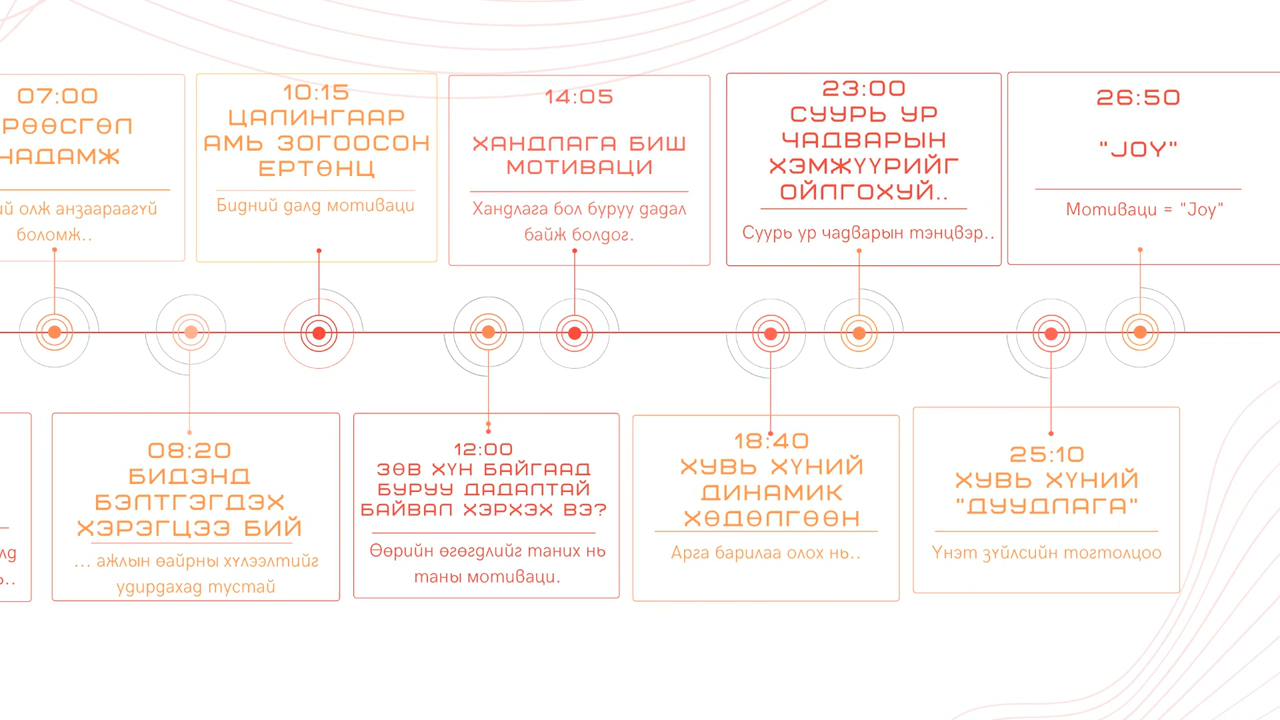 07:00
РӨӨСГӨЛ
НАДАМЖ
ий олж анзаараагүй
боломж..
10:15
ЦАЛИНГААР
АМЬ ЗОГООСОН
ЕРТӨНЦ
Бидний далд мотиваци
14:05
ХАНДЛАГА БИШ
МОТИВАЦИ
Хандлага бол буруу дадал
байж болдог.
23:00
СУУРЬ УР
ЧАДВАРЫН
ХЭМЖҮҮРИЙГ
ОЙЛГОХУЙ..
Суурь ур чадварын тэнцвэр..
26:50
"JOY"
Мотиваци = "Joy"
08:20
БИДЭНД
БЭЛТГЭГДЭХ
ХЭРЭГЦЭЭ БИЙ
... ажлын өайрны хүлээлтийг
удирдахад тустай
12:00
ЗӨВ ХҮН БАЙГААД
БУРУУ ДАДАЛТАЙ
БАЙВАЛ ХЭРХЭХ ВЭ?
Өөрийн өгөгдлийг таних нь
таны мотиваци.
18:40
ХУВЬ ХҮНИЙ
ДИНАМИК
ХӨДӨЛГӨӨН
Арга барилаа олох нь..
25:10
ХУВЬ ХҮНИЙ
"ДУУДЛАГА"
Үнэт зүйлсийн тогтолцоо